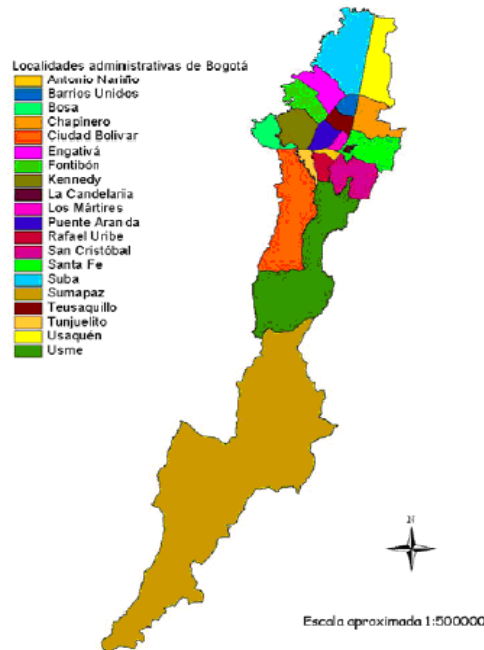 Localidades administrativas de Bogotá
Antonio Nariño
Barrios Unidos
Bosa
Chapinero
Ciudad Bolivar
Engativá
Fontibón
Kennedy
La Candelaria
Los Mártires
Puente Aranda
Rafael Uribe
San Cristóbal
Santa Fe
Suba
Sumapaz
Teusaquillo
Tunjuelito
Usaquén
Usme
N
Escala aproximada 1:500000